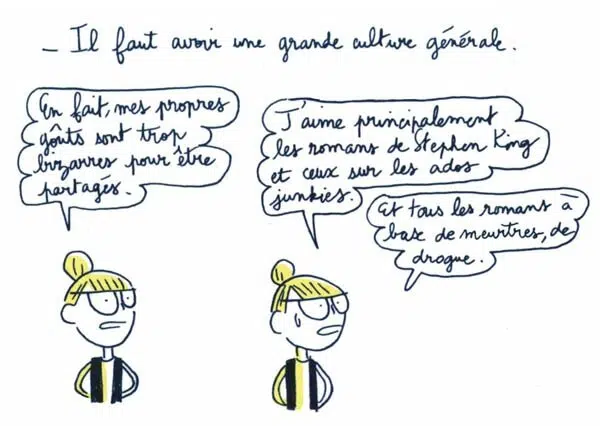 – Il faut avoir une grande culture générale.
En fait, mes propres
goûts sont trop
bizarres pour être
partagés.
J'aime principalement
les romans de Stephen King
et ceux sur les ados
junkies.
Et tous les romans à
base de meurtres, de
drogue.